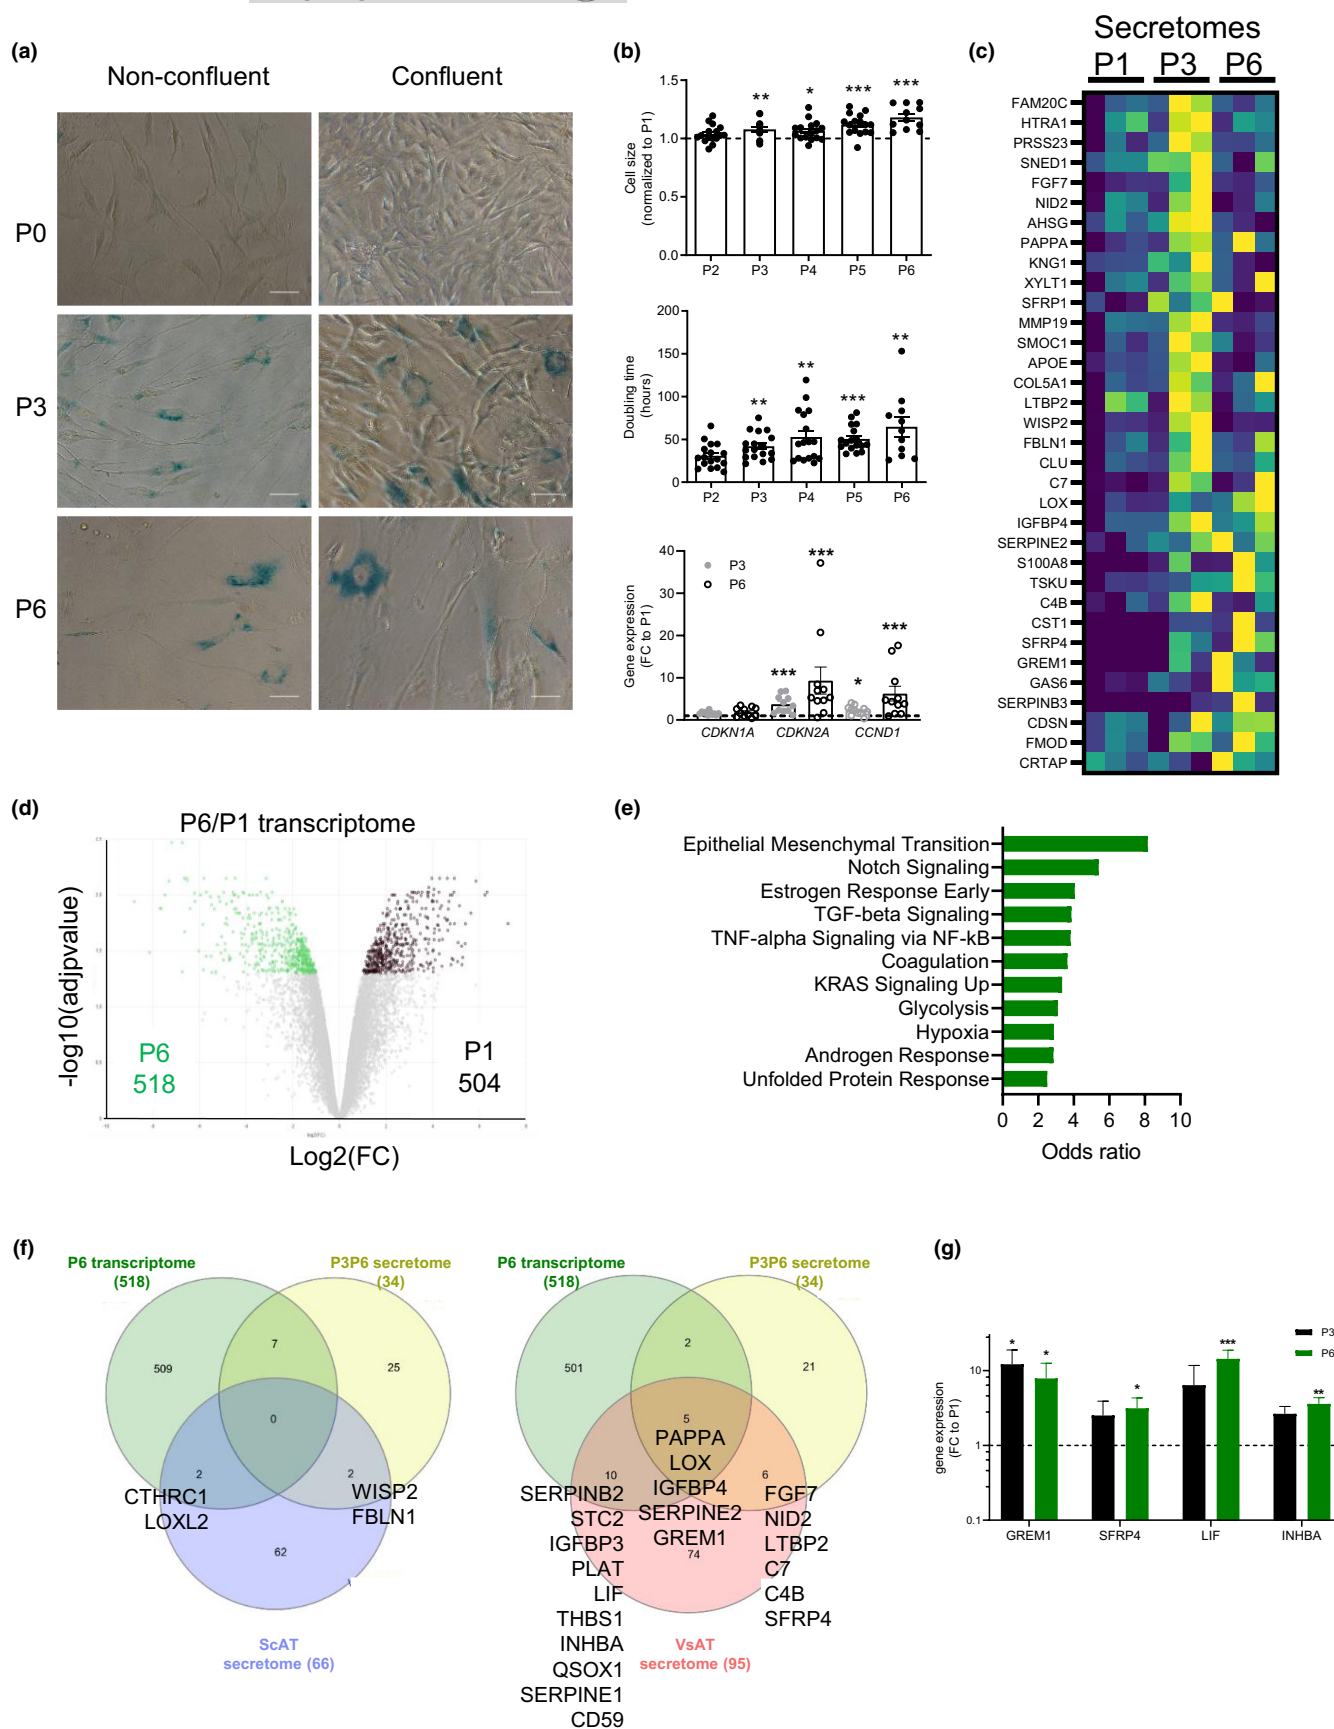 (a)
Non-confluent
Confluent
P0
P3
P6
(b)
1.5
1.0
0.5
0.0
Cell size
(normalized to P1)
**
*
***
***
P2
P3
P4
P5
P6
200
150
100
50
0
Doubling time
(hours)
**
**
***
**
P2
P3
P4
P5
P6
40
30
20
10
0
Gene expression
(FC to P1)
P3
P6
***
***
*
***
CDKN1A
CDKN2A
CCND1
(c)
Secretomes
P1 P3 P6
FAM20C
HTRA1
PRSS23
SNED1
FGF7
NID2
AHSG
PAPPA
KNG1
XYLT1
SFRP1
MMP19
SMOC1
APOE
COL5A1
LTBP2
WISP2
FBLN1
CLU
C7
LOX
IGFBP4
SERPINE2
S100A8
TSKU
C4B
CST1
SFRP4
GREM1
GAS6
SERPINB3
CDSN
FMOD
CRTAP
(d)
P6/P1 transcriptome
-log10(adjpvalue)
P6
518
P1
504
Log2(FC)
(e)
Epithelial Mesenchymal Transition
Notch Signaling
Estrogen Response Early
TGF-beta Signaling
TNF-alpha Signaling via NF-kB
Coagulation
KRAS Signaling Up
Glycolysis
Hypoxia
Androgen Response
Unfolded Protein Response
0 2 4 6 8 10
Odds ratio
(f)
P6 transcriptome
(518)
P3P6 secretome
(34)
509
7
25
0
2
2
CTHRC1
LOXL2
WISP2
FBLN1
62
ScAT
secretome (66)
P6 transcriptome
(518)
P3P6 secretome
(34)
501
2
21
5
PAPPA
LOX
IGFBP4
SERPINE2
GREM1
10
SERPINB2
STC2
IGFBP3
PLAT
LIF
THBS1
INHBA
QSOX1
SERPINE1
CD59
6
FGF7
NID2
LTBP2
C7
C4B
SFRP4
74
VsAT
secretome (95)
(g)
P3
P6
10
1
0.1
gene expression
(FC to P1)
*
*
*
***
**
GREM1
SFRP4
LIF
INHBA